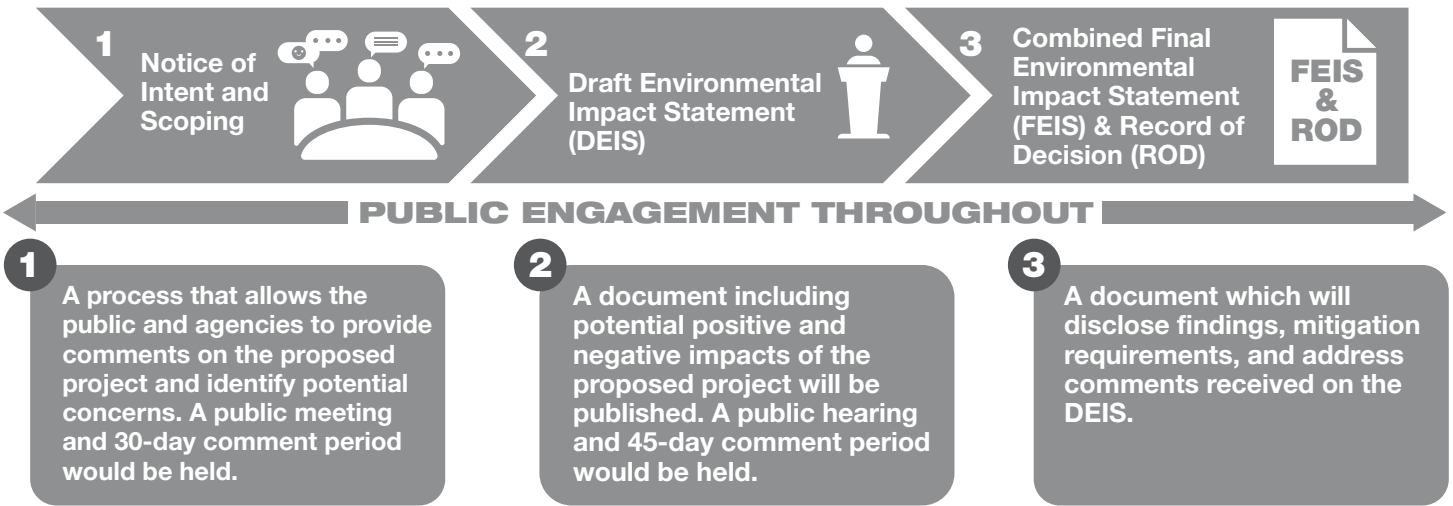 1
Notice of
Intent and
Scoping
2
Draft Environmental
Impact Statement
(DEIS)
3
Combined Final
Environmental
Impact Statement
(FEIS) & Record of
Decision (ROD)
FEIS
&
ROD
PUBLIC ENGAGEMENT THROUGHOUT
1
A process that allows the
public and agencies to provide
comments on the proposed
project and identify potential
concerns. A public meeting
and 30-day comment period
would be held.
2
A document including
potential positive and
negative impacts of the
proposed project will be
published. A public hearing
and 45-day comment period
would be held.
3
A document which will
disclose findings, mitigation
requirements, and address
comments received on the
DEIS.